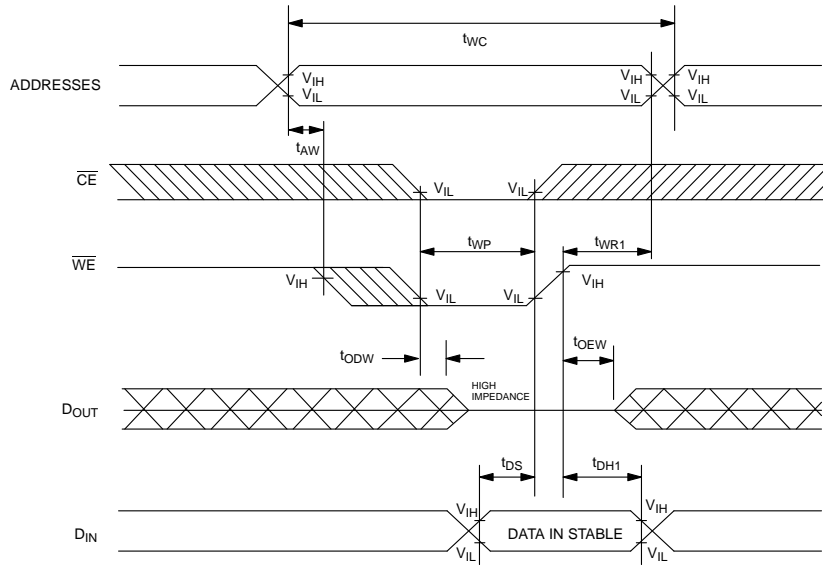 tWC
ADDRESSES
VIH VIH VIH
VIL VIL VIL
tAW
CE VIL VIL
tWP tWR1
WE VIH VIH
VIL VIL
tODW tOEW
DOUT HIGH
IMPEDANCE
tDS tDH1
VIH VIH
DIN DATA IN STABLE
VIL VIL